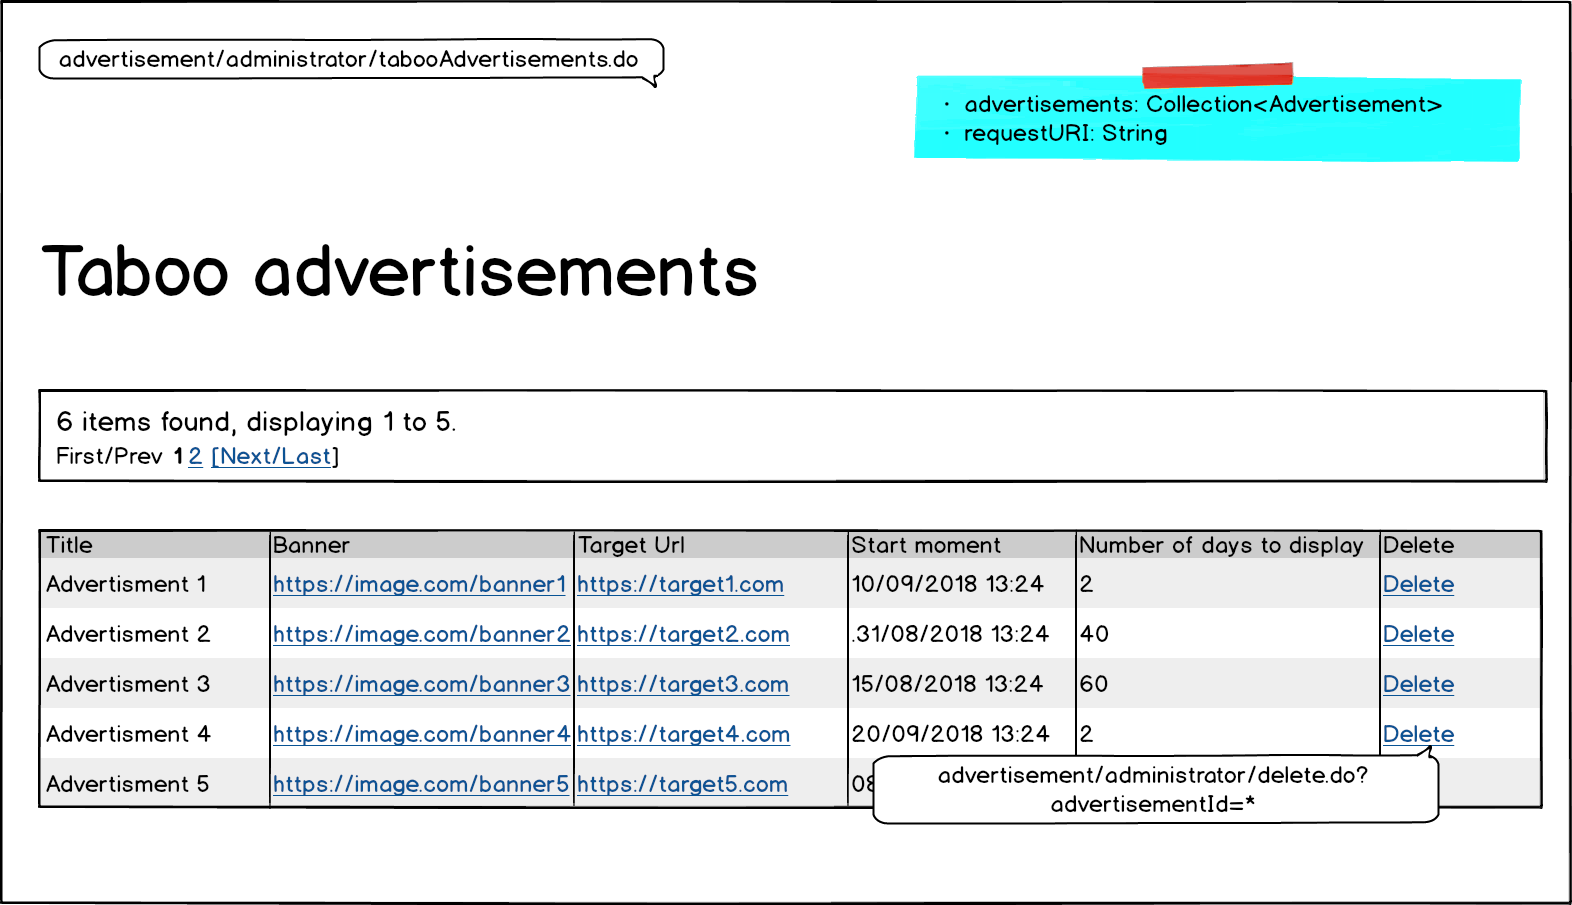 advertisement/administrator/tabooAdvertisements.do
· advertisements: Collection<Advertisement>
· requestURI: String
Taboo advertisements
6 items found, displaying 1 to 5.
First/Prev 1 2 [Next/Last]
Title Banner Target Url Start moment Number of days to display Delete
Advertisment 1 https://image.com/banner1 https://target1.com 10/09/2018 13:24 2 Delete
Advertisment 2 https://image.com/banner2 https://target2.com .31/08/2018 13:24 40 Delete
Advertisment 3 https://image.com/banner3 https://target3.com 15/08/2018 13:24 60 Delete
Advertisment 4 https://image.com/banner4 https://target4.com 20/09/2018 13:24 2 Delete
Advertisment 5 https://image.com/banner5 https://target5.com
advertisement/administrator/delete.do?
advertisementId=*